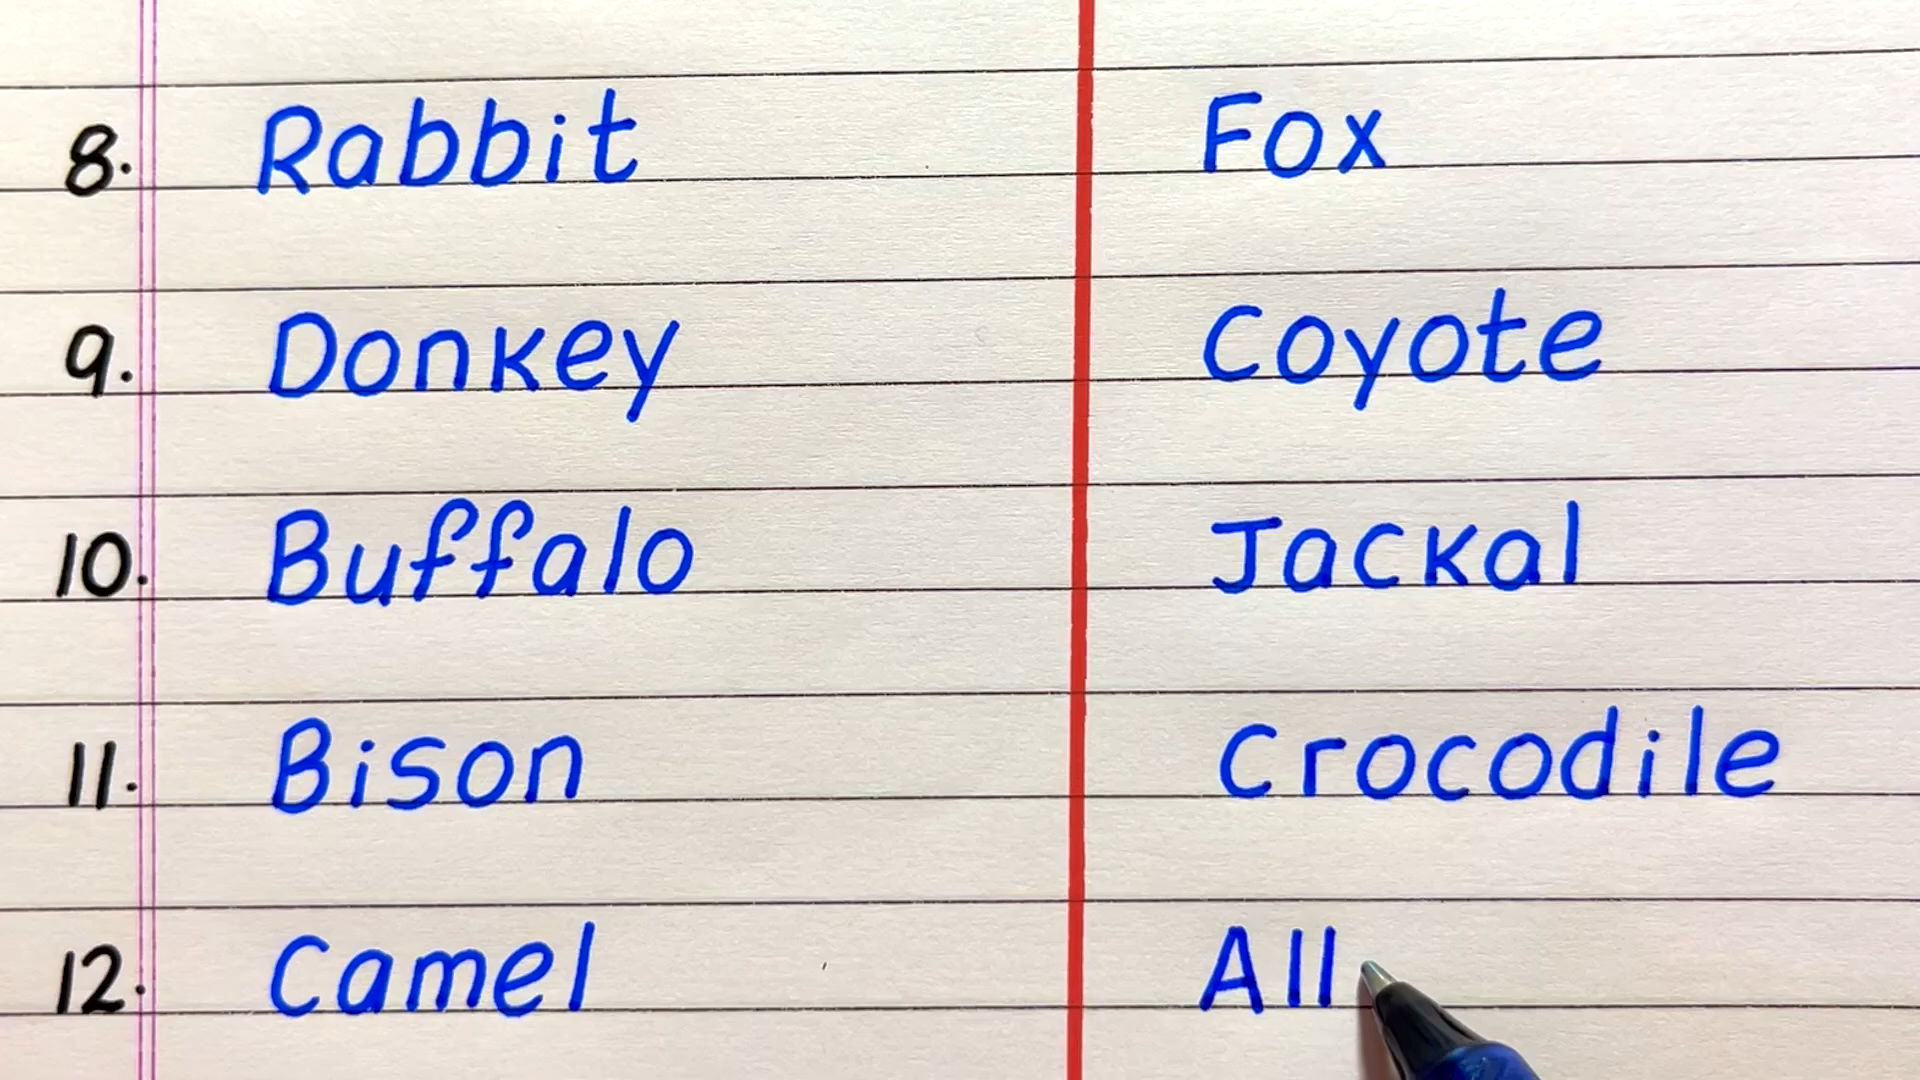 8. Rabbit Fox
9. Donkey Coyote
10. Buffalo Jackal
11. Bison Crocodile
12. Camel All